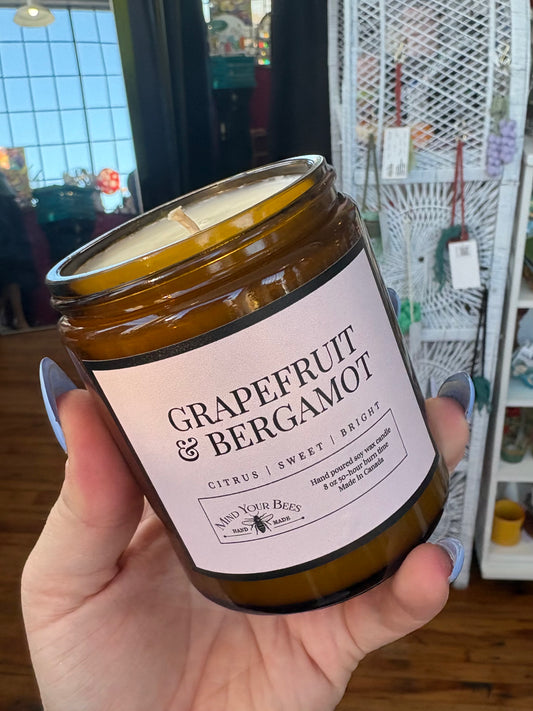 GRAPEFRUIT
& BERGAMOT
CITRUS | SWEET | BRIGHT
MIND YOUR BEES
HAND MADE
Hand poured soy wax candle
8 oz 50-hour burn time
Made In Canada